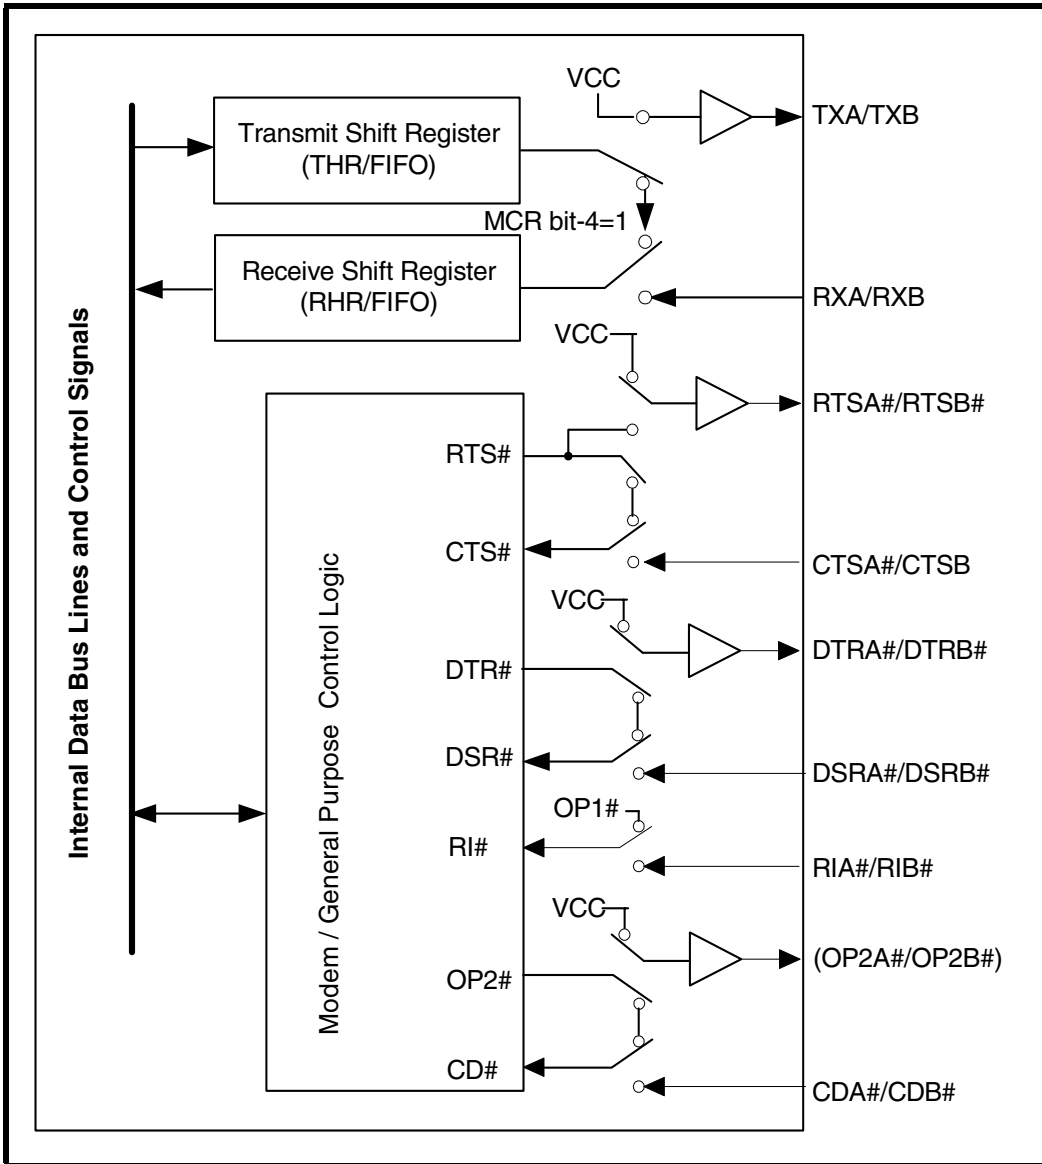 VCC
TXA/TXB
Transmit Shift Register
(THR/FIFO)
MCR bit-4=1
Receive Shift Register
(RHR/FIFO)
RXA/RXB
VCC
RTSA#/RTSB#
RTS#
CTS#
CTSA#/CTSB
VCC
DTRA#/DTRB#
DTR#
DSR#
DSRA#/DSRB#
OP1#
RI#
RIA#/RIB#
VCC
(OP2A#/OP2B#)
OP2#
CD#
CDA#/CDB#
Internal Data Bus Lines and Control Signals
Modem / General Purpose Control Logic